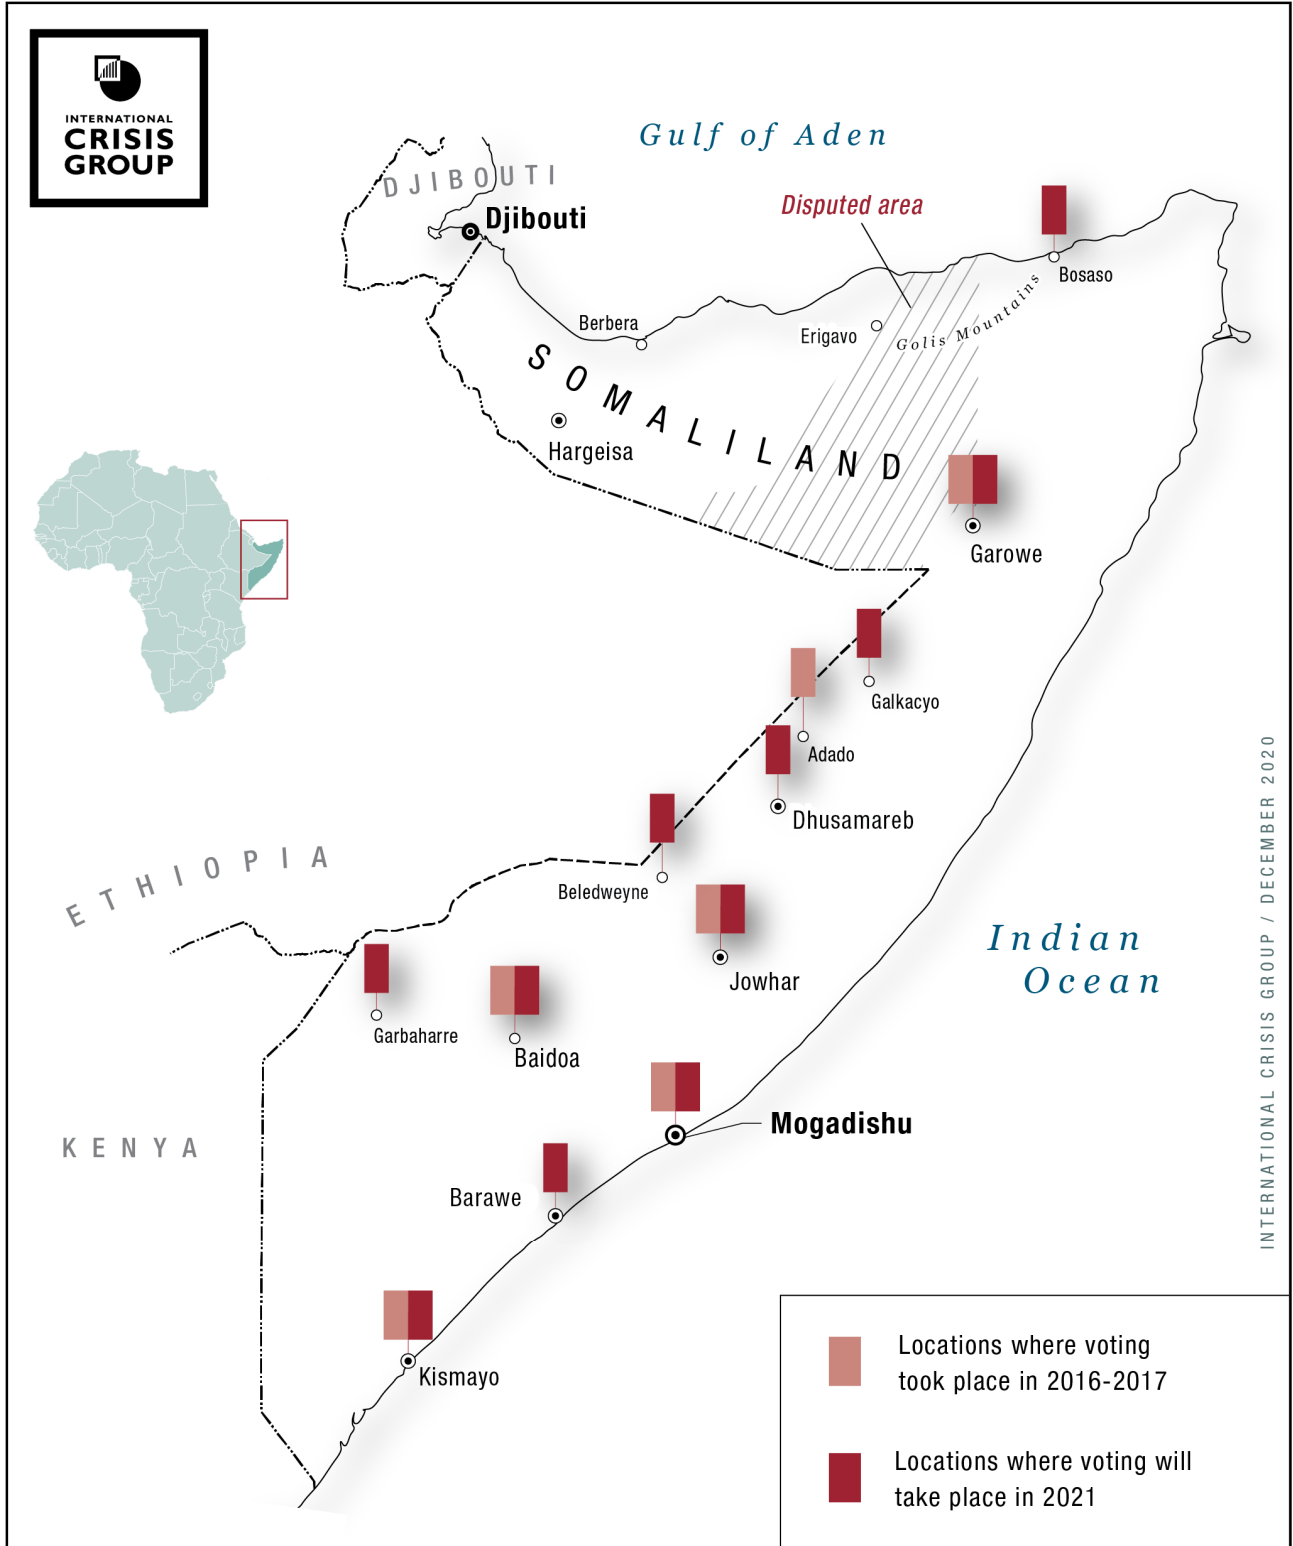 INTERNATIONAL
CRISIS
GROUP
Gulf of Aden
DJIBOUTI
Djibouti
Disputed area
Bosaso
Berbera
Erigavo
Golis Mountains
SOMALILAND
Hargeisa
Garowe
Galkacyo
Adado
Dhusamareb
ETHIOPIA
Beledweyne
Jowhar
Indian
Ocean
Garbaharre
Baidoa
Mogadishu
KENYA
Barawe
Kismayo
INTERNATIONAL CRISIS GROUP / DECEMBER 2020
Locations where voting
took place in 2016-2017
Locations where voting will
take place in 2021